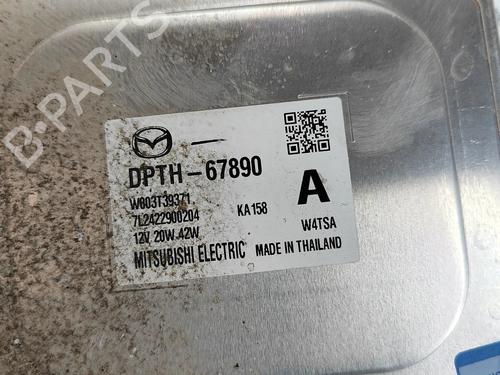 B-PARTS
DPTH-67890
W803T39371
7L2422900204
KA158
A
12V 20W.42W
W4TSA
MITSUBISHI ELECTRIC MADE IN THAILAND